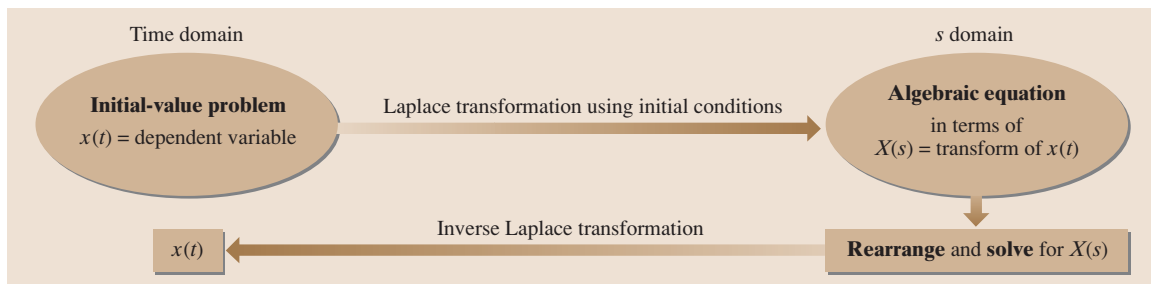 Time domain
s domain
Initial-value problem
x(t) = dependent variable
Laplace transformation using initial conditions
Algebraic equation
in terms of
X(s) = transform of x(t)
Inverse Laplace transformation
x(t)
Rearrange and solve for X(s)